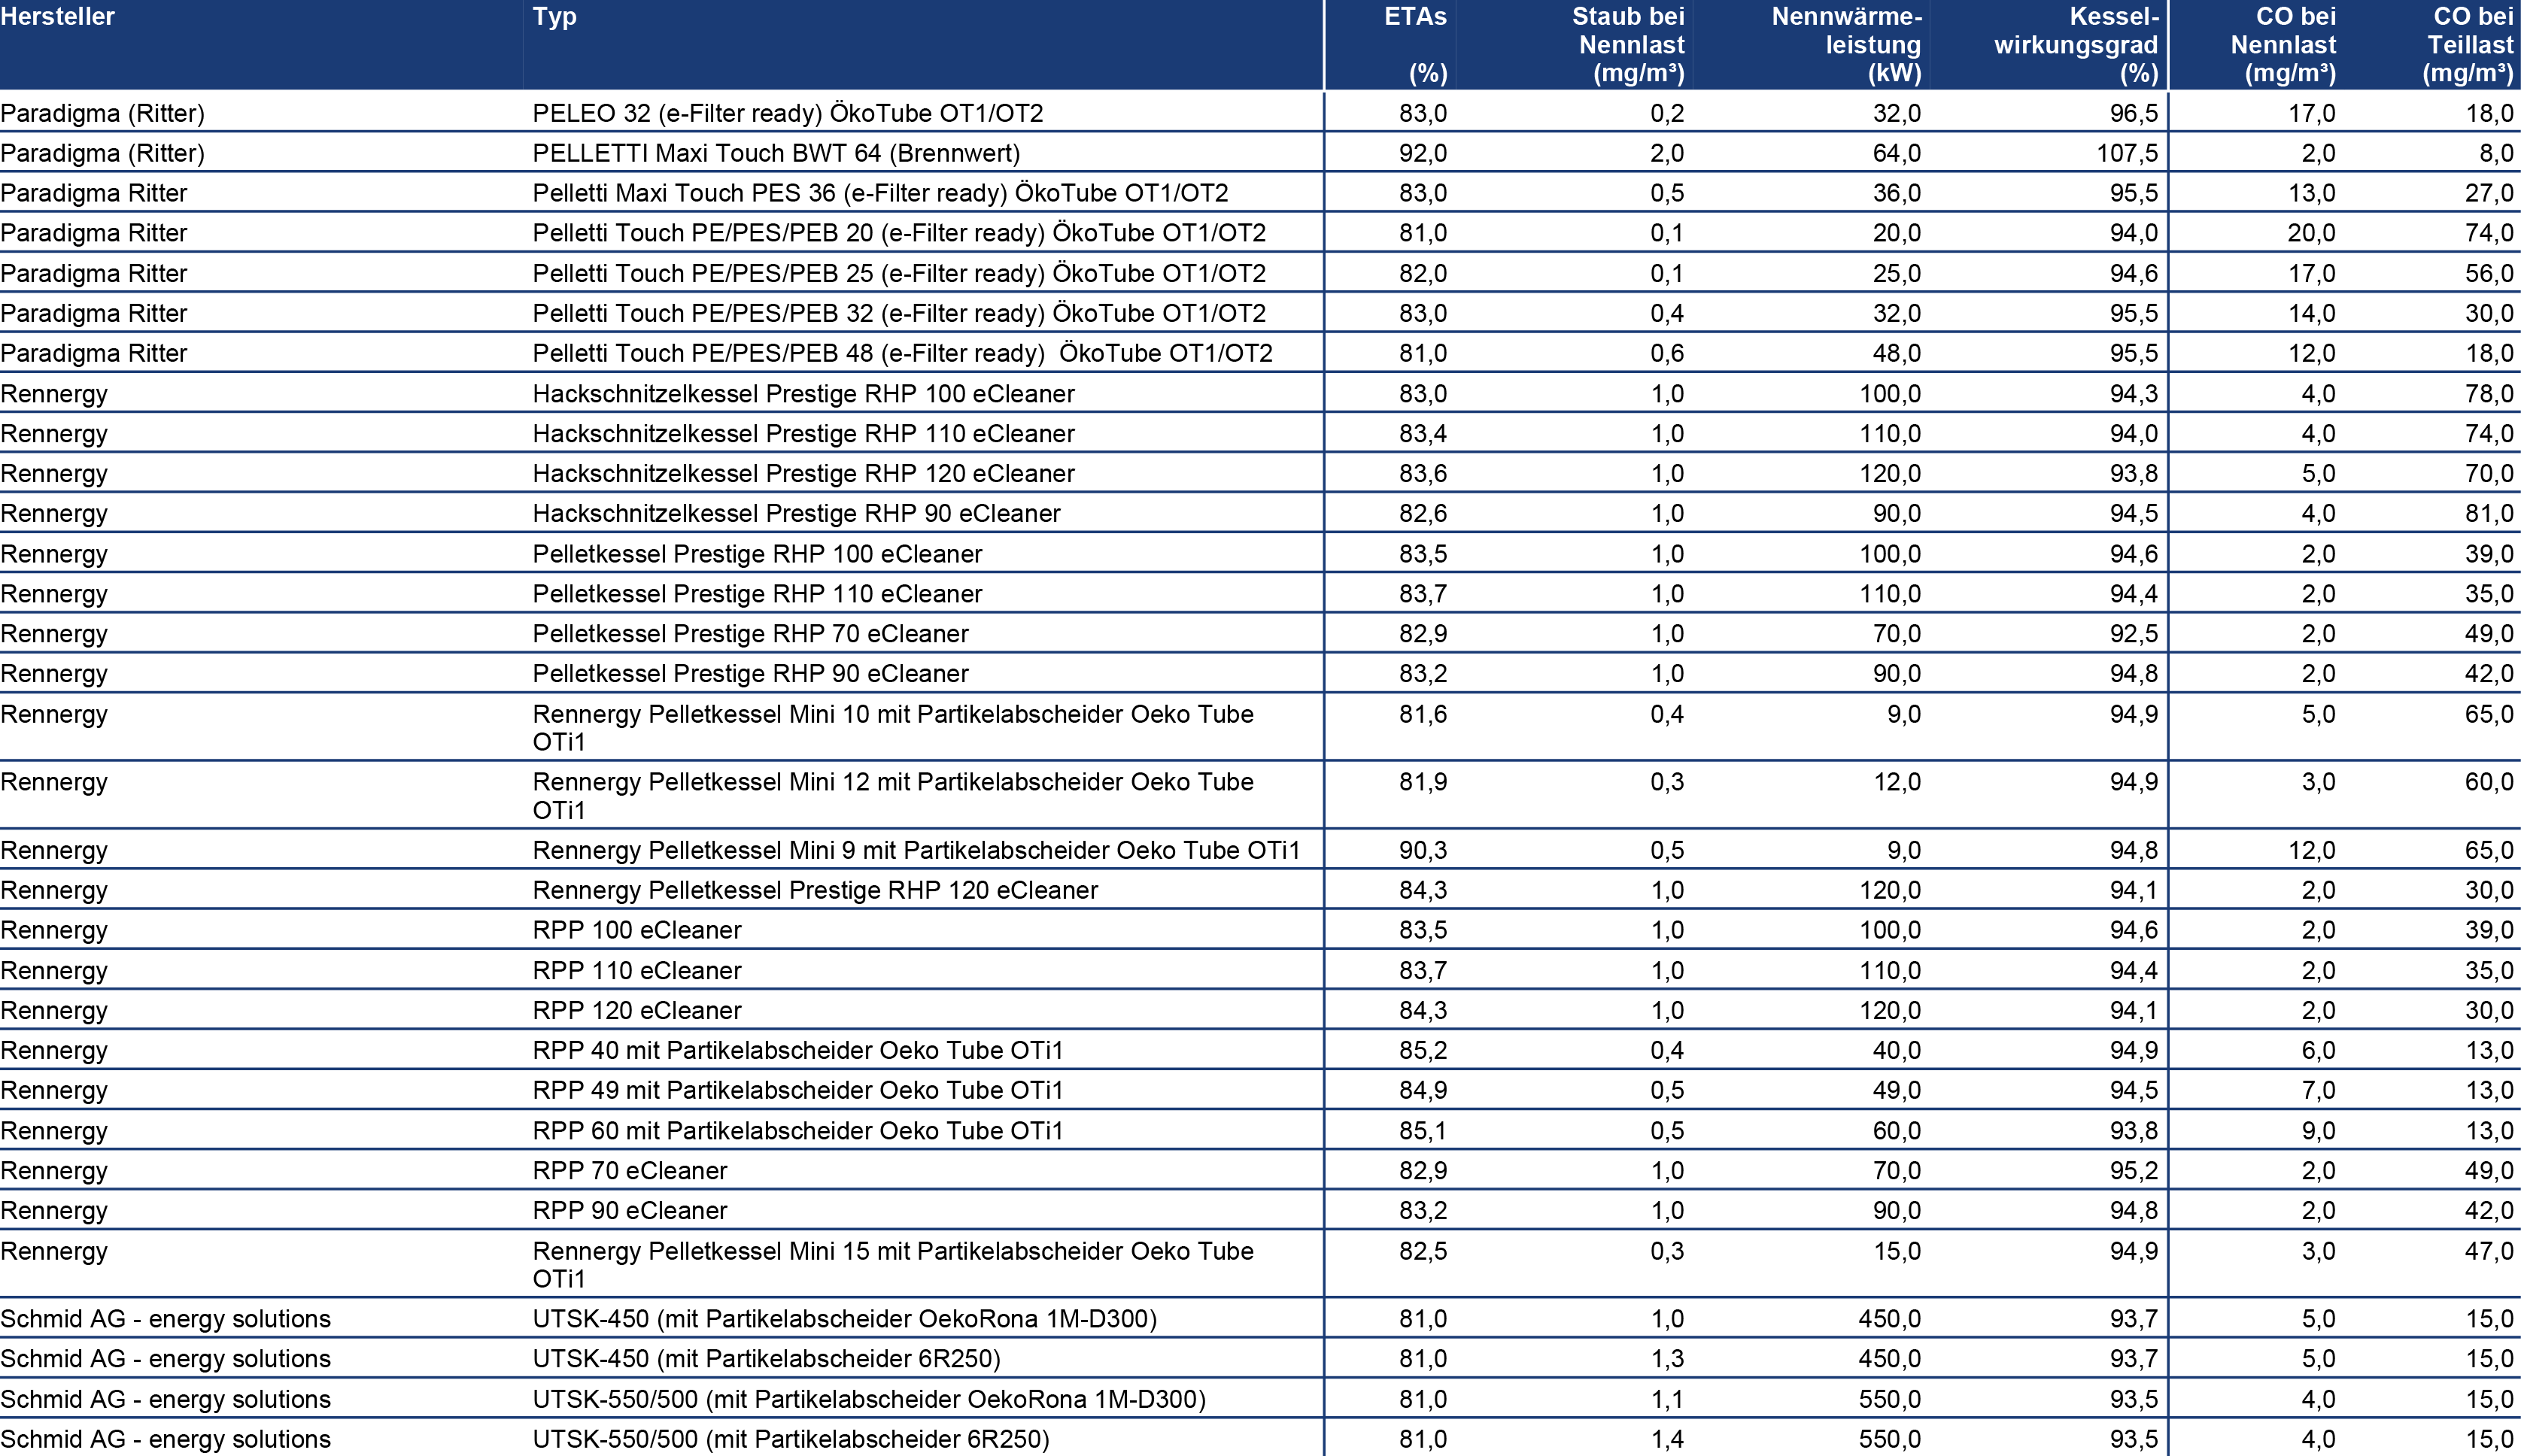 Hersteller Typ ETAs Staub bei Nennwärme- Kessel- CO bei CO bei
Nennlast leistung wirkungsgrad Nennlast Teillast
(%) (mg/m³) (kW) (%) (mg/m³) (mg/m³)
Paradigma (Ritter) PELEO 32 (e-Filter ready) ÖkoTube OT1/OT2 83,0 0,2 32,0 96,5 17,0 18,0
Paradigma (Ritter) PELLETTI Maxi Touch BWT 64 (Brennwert) 92,0 2,0 64,0 107,5 2,0 8,0
Paradigma Ritter Pelletti Maxi Touch PES 36 (e-Filter ready) ÖkoTube OT1/OT2 83,0 0,5 36,0 95,5 13,0 27,0
Paradigma Ritter Pelletti Touch PE/PES/PEB 20 (e-Filter ready) ÖkoTube OT1/OT2 81,0 0,1 20,0 94,0 20,0 74,0
Paradigma Ritter Pelletti Touch PE/PES/PEB 25 (e-Filter ready) ÖkoTube OT1/OT2 82,0 0,1 25,0 94,6 17,0 56,0
Paradigma Ritter Pelletti Touch PE/PES/PEB 32 (e-Filter ready) ÖkoTube OT1/OT2 83,0 0,4 32,0 95,5 14,0 30,0
Paradigma Ritter Pelletti Touch PE/PES/PEB 48 (e-Filter ready) ÖkoTube OT1/OT2 81,0 0,6 48,0 95,5 12,0 18,0
Rennergy Hackschnitzelkessel Prestige RHP 100 eCleaner 83,0 1,0 100,0 94,3 4,0 78,0
Rennergy Hackschnitzelkessel Prestige RHP 110 eCleaner 83,4 1,0 110,0 94,0 4,0 74,0
Rennergy Hackschnitzelkessel Prestige RHP 120 eCleaner 83,6 1,0 120,0 93,8 5,0 70,0
Rennergy Hackschnitzelkessel Prestige RHP 90 eCleaner 82,6 1,0 90,0 94,5 4,0 81,0
Rennergy Pelletkessel Prestige RHP 100 eCleaner 83,5 1,0 100,0 94,6 2,0 39,0
Rennergy Pelletkessel Prestige RHP 110 eCleaner 83,7 1,0 110,0 94,4 2,0 35,0
Rennergy Pelletkessel Prestige RHP 70 eCleaner 82,9 1,0 70,0 92,5 2,0 49,0
Rennergy Pelletkessel Prestige RHP 90 eCleaner 83,2 1,0 90,0 94,8 2,0 42,0
Rennergy Rennergy Pelletkessel Mini 10 mit Partikelabscheider Oeko Tube 81,6 0,4 9,0 94,9 5,0 65,0
OTi1
Rennergy Rennergy Pelletkessel Mini 12 mit Partikelabscheider Oeko Tube 81,9 0,3 12,0 94,9 3,0 60,0
OTi1
Rennergy Rennergy Pelletkessel Mini 9 mit Partikelabscheider Oeko Tube OTi1 90,3 0,5 9,0 94,8 12,0 65,0
Rennergy Rennergy Pelletkessel Prestige RHP 120 eCleaner 84,3 1,0 120,0 94,1 2,0 30,0
Rennergy RPP 100 eCleaner 83,5 1,0 100,0 94,6 2,0 39,0
Rennergy RPP 110 eCleaner 83,7 1,0 110,0 94,4 2,0 35,0
Rennergy RPP 120 eCleaner 84,3 1,0 120,0 94,1 2,0 30,0
Rennergy RPP 40 mit Partikelabscheider Oeko Tube OTi1 85,2 0,4 40,0 94,9 6,0 13,0
Rennergy RPP 49 mit Partikelabscheider Oeko Tube OTi1 84,9 0,5 49,0 94,5 7,0 13,0
Rennergy RPP 60 mit Partikelabscheider Oeko Tube OTi1 85,1 0,5 60,0 93,8 9,0 13,0
Rennergy RPP 70 eCleaner 82,9 1,0 70,0 95,2 2,0 49,0
Rennergy RPP 90 eCleaner 83,2 1,0 90,0 94,8 2,0 42,0
Rennergy Rennergy Pelletkessel Mini 15 mit Partikelabscheider Oeko Tube 82,5 0,3 15,0 94,9 3,0 47,0
OTi1
Schmid AG - energy solutions UTSK-450 (mit Partikelabscheider OekoRona 1M-D300) 81,0 1,0 450,0 93,7 5,0 15,0
Schmid AG - energy solutions UTSK-450 (mit Partikelabscheider 6R250) 81,0 1,3 450,0 93,7 5,0 15,0
Schmid AG - energy solutions UTSK-550/500 (mit Partikelabscheider OekoRona 1M-D300) 81,0 1,1 550,0 93,5 4,0 15,0
Schmid AG - energy solutions UTSK-550/500 (mit Partikelabscheider 6R250) 81,0 1,4 550,0 93,5 4,0 15,0